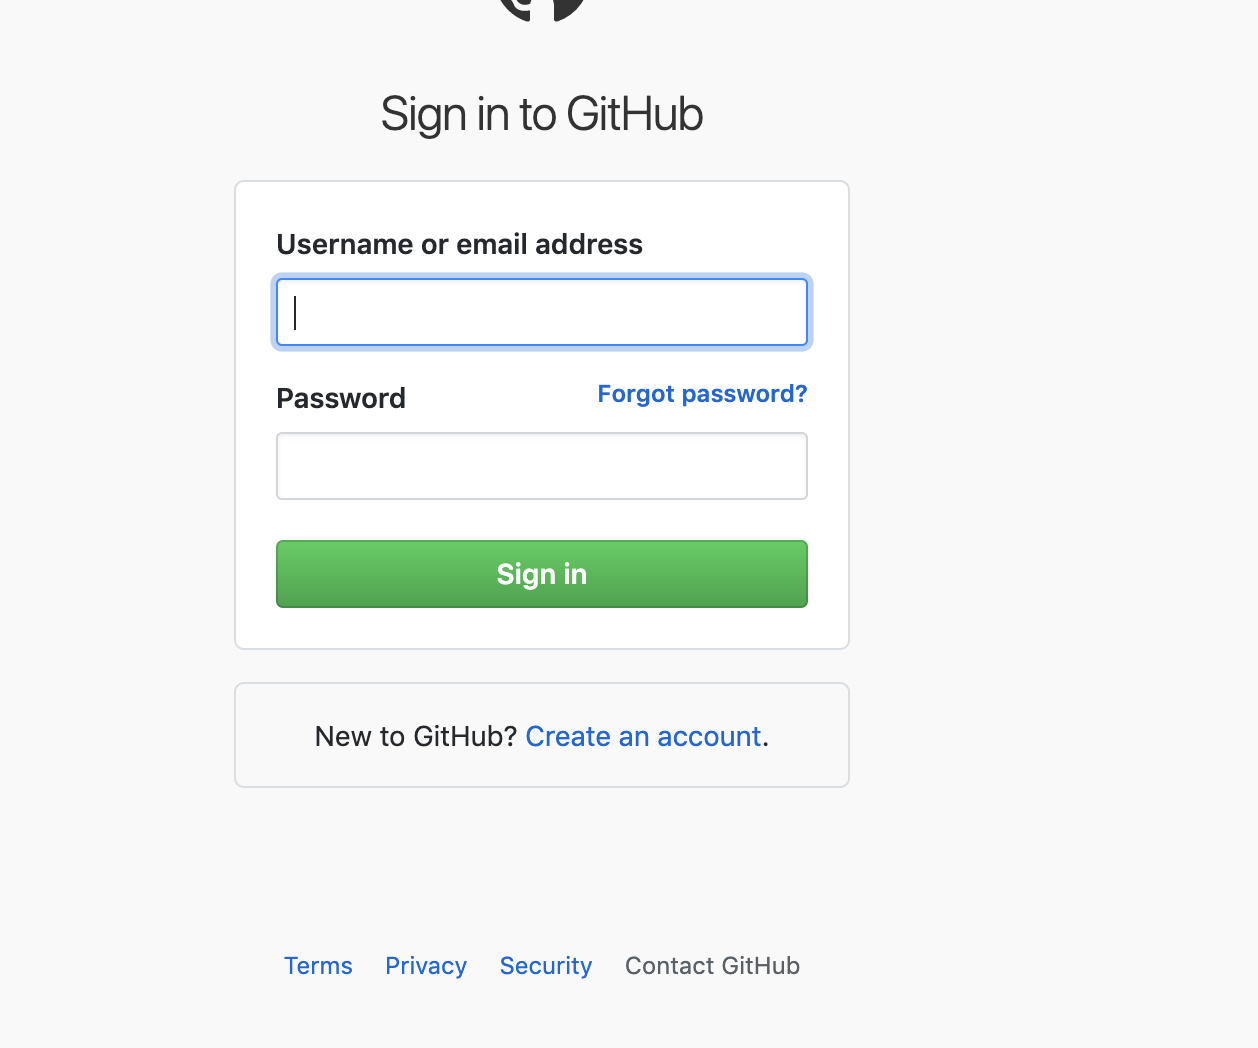 Sign in to GitHub
Username or email address
Password Forgot password?
Sign in
New to GitHub? Create an account.
Terms Privacy Security Contact GitHub